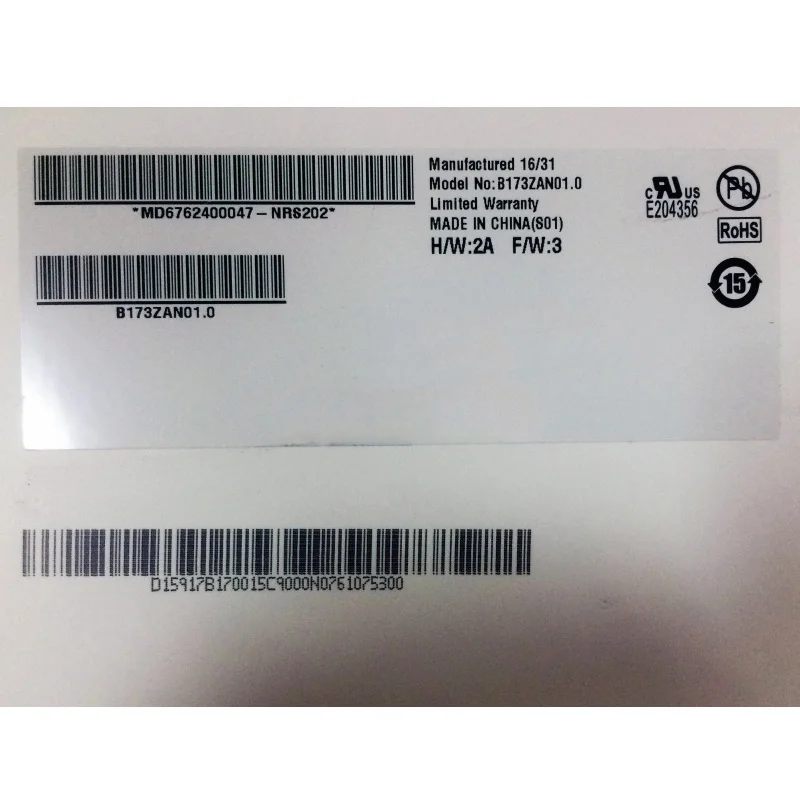 *MD6762400047-NRS202*
B173ZAN01.0
Manufactured 16/31
Model No:B173ZAN01.0
Limited Warranty
MADE IN CHINA(S01)
H/W:2A F/W:3
C RU US
E204356
Pb
RoHS
15
D15917B170015C9000N0761075300